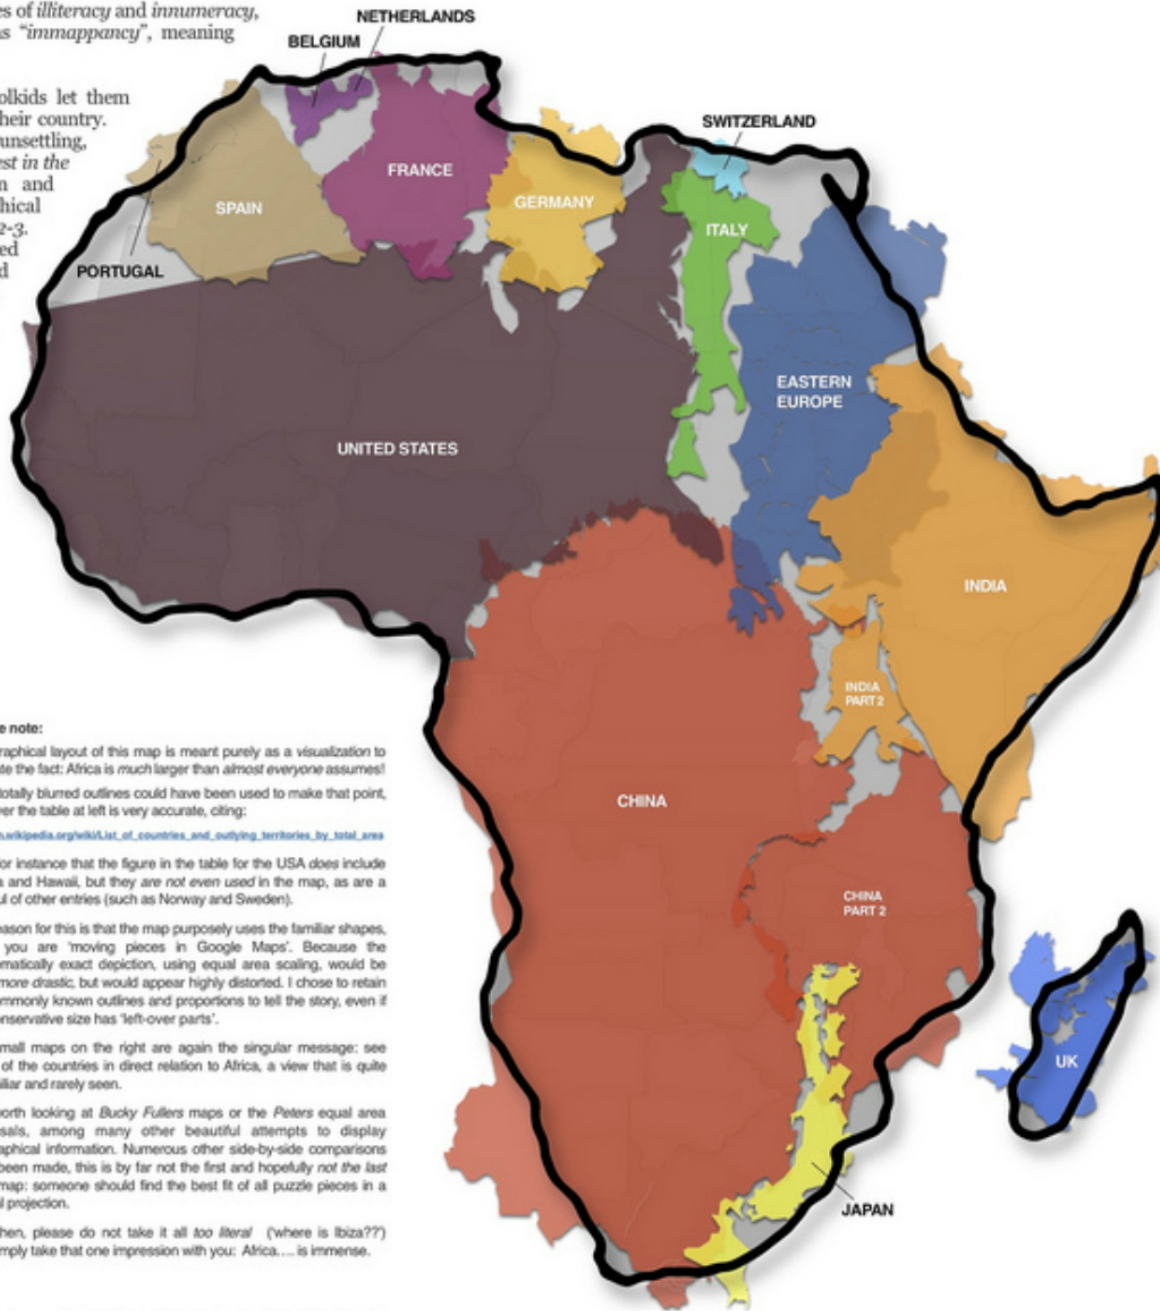 es of illiteracy and innumeracy,
as "immappancy", meaning
olkids let them
heir country.
unsettling,
est in the
n and
hical
2-3.
ed
d
NETHERLANDS
BELGIUM
SWITZERLAND
FRANCE
GERMANY
SPAIN
ITALY
PORTUGAL
EASTERN
EUROPE
UNITED STATES
INDIA
INDIA
PART2
CHINA
CHINA
PART 2
UK
JAPAN
e note:
raphical layout of this map is meant purely as a visualization to
te the fact: Africa is much larger than almost everyone assumes!
totally blurred outlines could have been used to make that point,
ver the table at left is very accurate, citing:
n.wikipedia.org/wiki/List_of_countries_and_outlying_territories_by_total_area
or instance that the figure in the table for the USA does include
a and Hawaii, but they are not even used in the map, as are a
ul of other entries (such as Norway and Sweden).
eason for this is that the map purposely uses the familiar shapes,
you are 'moving pieces in Google Maps'. Because the
ematically exact depiction, using equal area scaling, would be
more drastic, but would appear highly distorted. I chose to retain
ommonly known outlines and proportions to tell the story, even if
onservative size has 'left-over parts'.
mall maps on the right are again the singular message: see
of the countries in direct relation to Africa, a view that is quite
iliar and rarely seen.
orth looking at Bucky Fullers maps or the Peters equal area
sals, among many other beautiful attempts to display
raphical information. Numerous other side-by-side comparisons
been made, this is by far not the first and hopefully not the last
map: someone should find the best fit of all puzzle pieces in a
l projection.
hen, please do not take it all too literal ('where is Ibiza??')
mply take that one impression with you: Africa.... is immense.